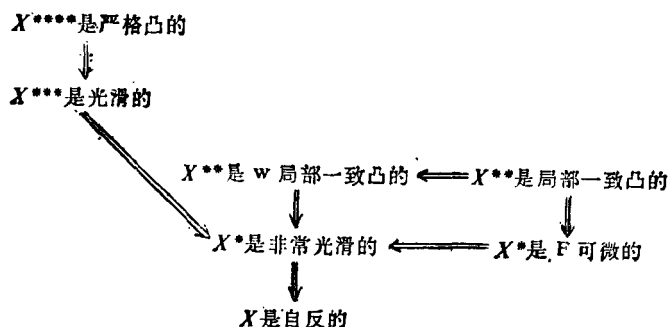 X****是严格凸的
X***是光滑的
X**是 w 局部一致凸的 X**是局部一致凸的
X*是非常光滑的 X*是 F 可微的
X是自反的